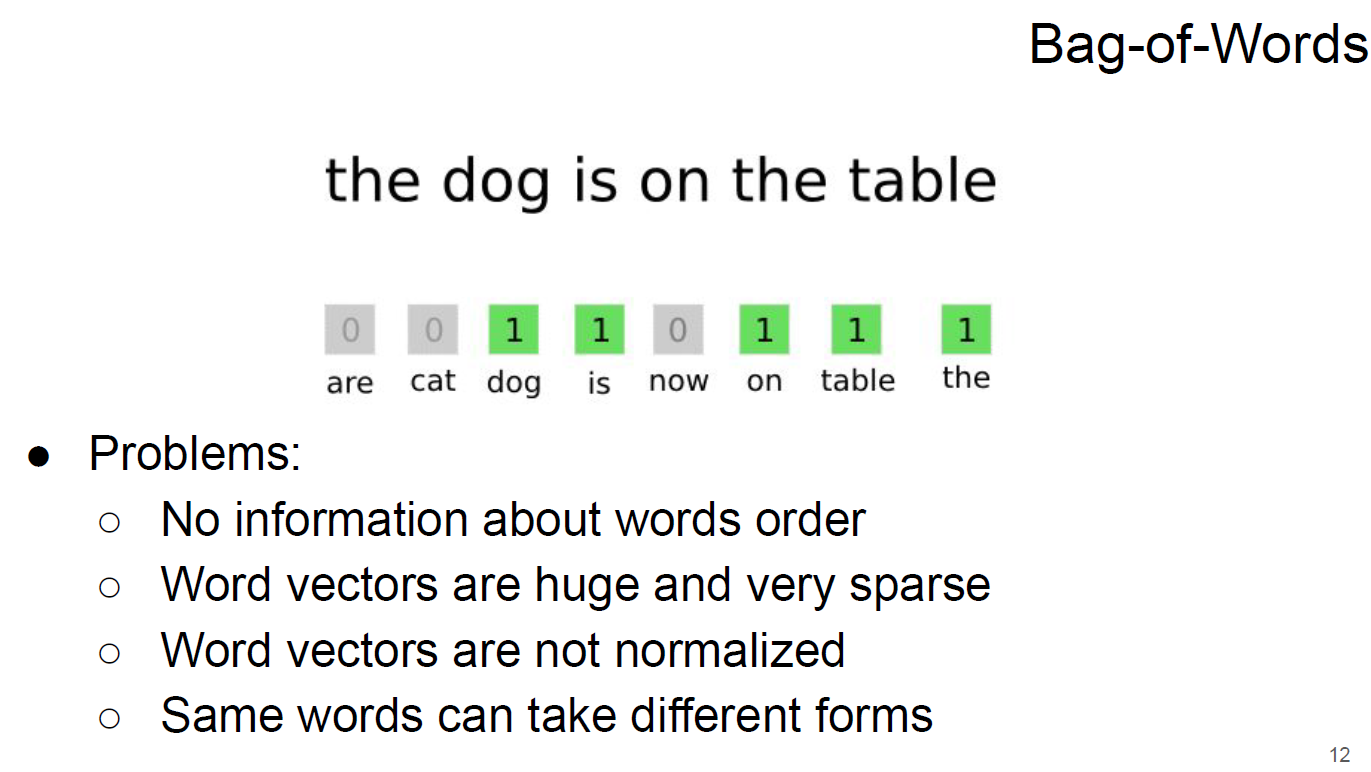 Bag-of-Words
the dog is on the table
0 0 1 1 0 1 1 1
are cat dog is now on table the
● Problems:
○ No information about words order
○ Word vectors are huge and very sparse
○ Word vectors are not normalized
○ Same words can take different forms
12